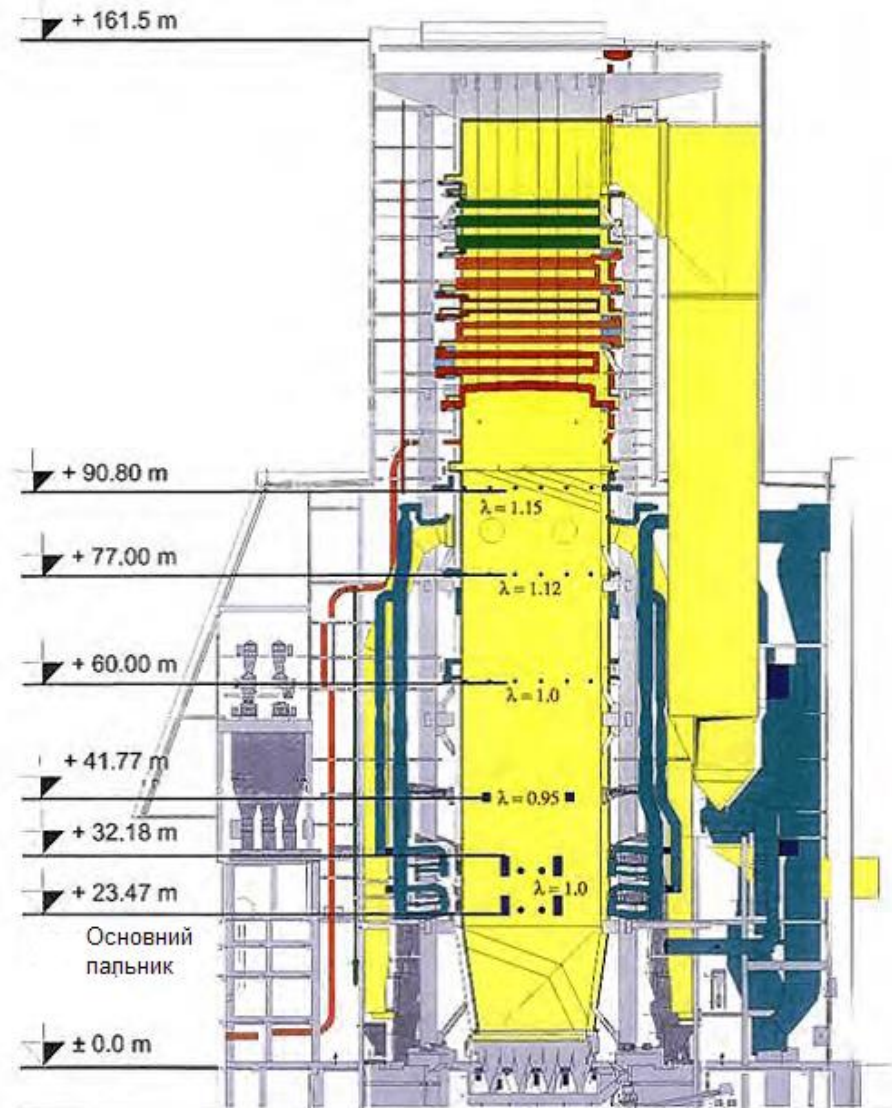 + 161.5 m
+ 90.80 m
λ = 1.15
+ 77.00 m
λ = 1.12
+ 60.00 m
λ = 1.0
+ 41.77 m
λ = 0.95
+ 32.18 m
λ = 1.0
+ 23.47 m
Основний
пальник
± 0.0 m